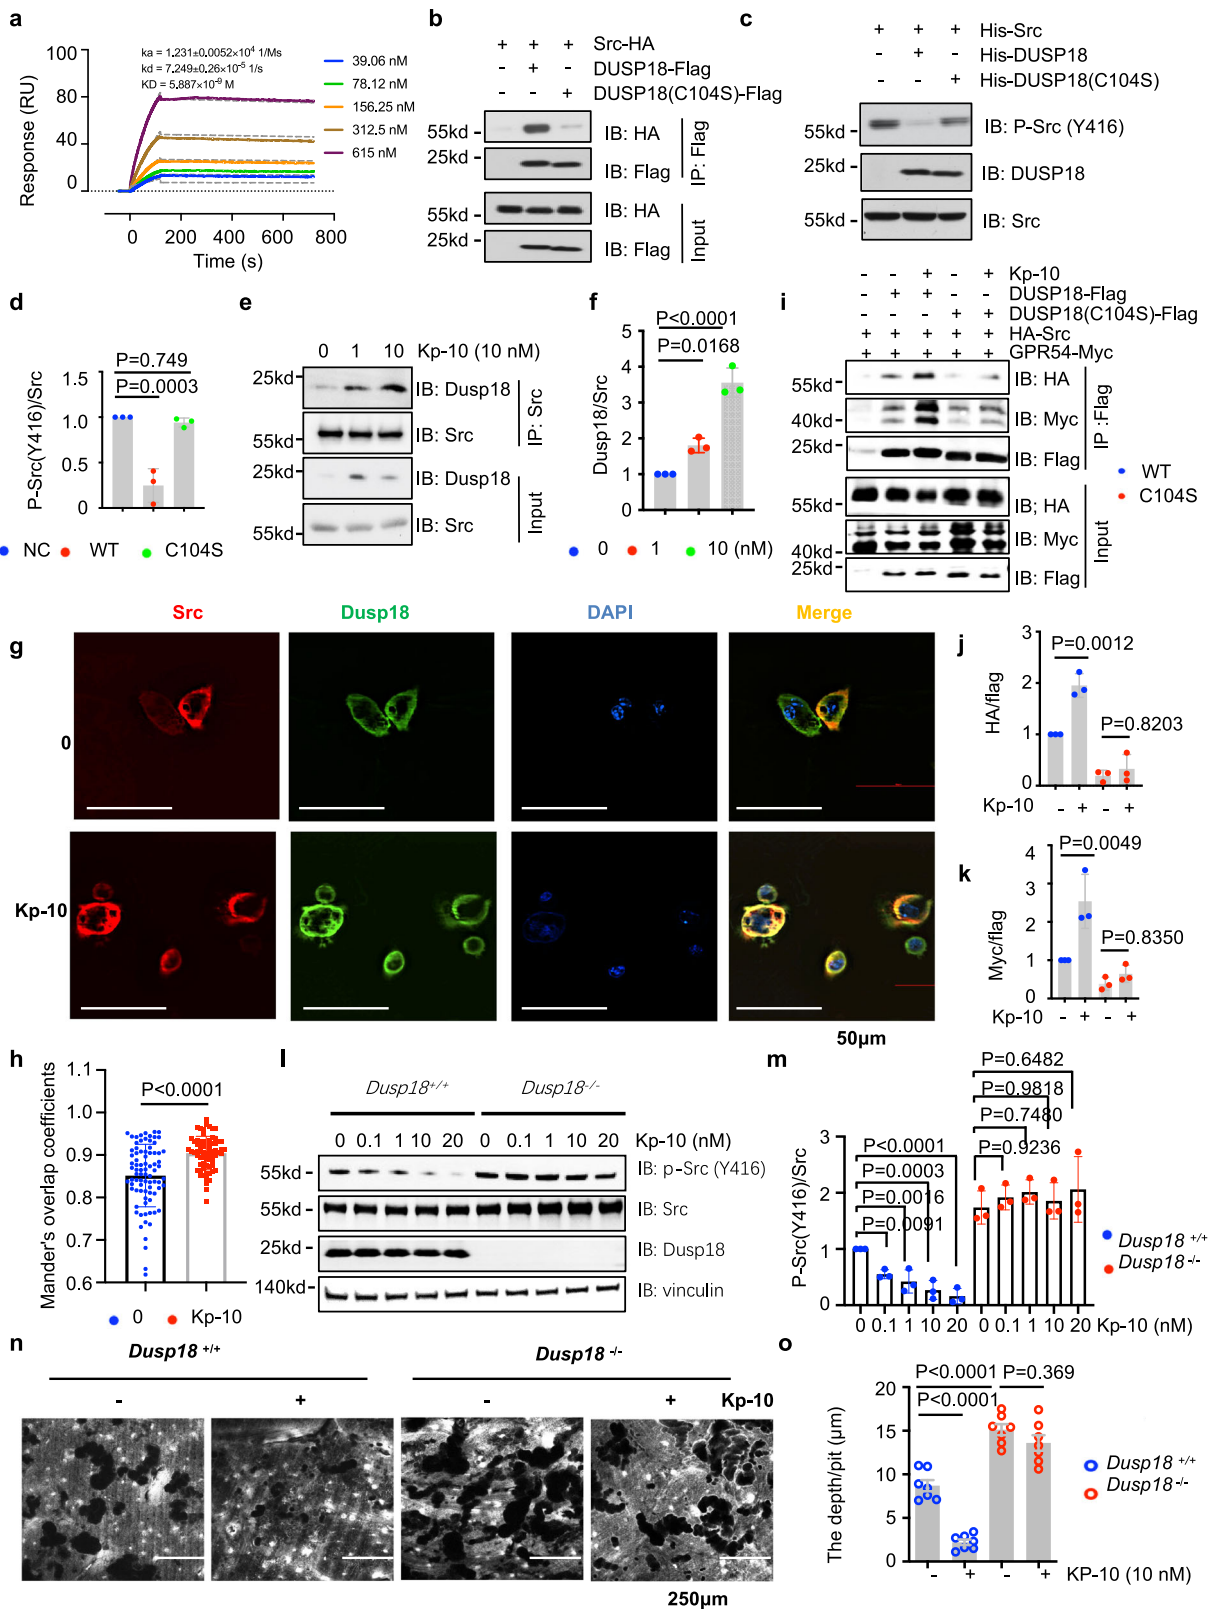 a
ka = 1.231±0.0052×10⁴ 1/Ms
kd = 7.249±0.26×10⁻⁵ 1/s
KD = 5.887×10⁻⁹ M
100
80
40
0
Response (RU)
0 200 400 600 800
Time (s)
39.06 nM
78.12 nM
156.25 nM
312.5 nM
615 nM
b
+ + + Src-HA
- + - DUSP18-Flag
- - + DUSP18(C104S)-Flag
55kd IB: HA
25kd IB: Flag
IP: Flag
55kd IB: HA
25kd IB: Flag
Input
c
+ + + His-Src
- + - His-DUSP18
- - + His-DUSP18(C104S)
55kd IB: P-Src (Y416)
25kd IB: DUSP18
55kd IB: Src
d
P=0.749
P=0.0003
1.5
1.0
0.5
0
P-Src(Y416)/Src
NC WT C104S
e
0 1 10 Kp-10 (10 nM)
25kd IB: Dusp18
55kd IB: Src
IP: Src
25kd IB: Dusp18
55kd IB: Src
Input
f
P<0.0001
P=0.0168
5
4
3
2
1
0
Dusp18/Src
0 1 10 (nM)
i
- - + - + Kp-10
- + + - - DUSP18-Flag
- - - + + DUSP18(C104S)-Flag
+ + + + + HA-Src
+ + + + + GPR54-Myc
55kd IB: HA
40kd IB: Myc
25kd IB: Flag
IP :Flag
55kd IB; HA
40kd IB: Myc
25kd IB: Flag
Input
WT
C104S
g
Src Dusp18 DAPI Merge
0
Kp-10
50μm
j
P=0.0012
P=0.8203
3
2
1
0
HA/flag
Kp-10 - + - +
k
P=0.0049
P=0.8350
4
3
2
1
0
Myc/flag
Kp-10 - + - +
h
1.1
1.0
0.9
0.8
0.7
0.6
P<0.0001
Mander's overlap coefficients
0 Kp-10
l
Dusp18+/+ Dusp18-/-
0 0.1 1 10 20 0 0.1 1 10 20 Kp-10 (nM)
55kd IB: p-Src (Y416)
55kd IB: Src
25kd IB: Dusp18
140kd IB: vinculin
m
P=0.6482
P=0.9818
P=0.7480
P=0.9236
P<0.0001
P=0.0003
P=0.0016
P=0.0091
3
2
1
0
P-Src(Y416)/Src
0 0.1 1 10 20 0 0.1 1 10 20 Kp-10 (nM)
Dusp18 +/+
Dusp18 -/-
n
Dusp18 +/+ Dusp18 -/-
- + - + Kp-10
250μm
o
P<0.0001 P=0.369
P<0.0001
20
15
10
5
0
The depth/pit (μm)
- + - + KP-10 (10 nM)
Dusp18 +/+
Dusp18 -/-